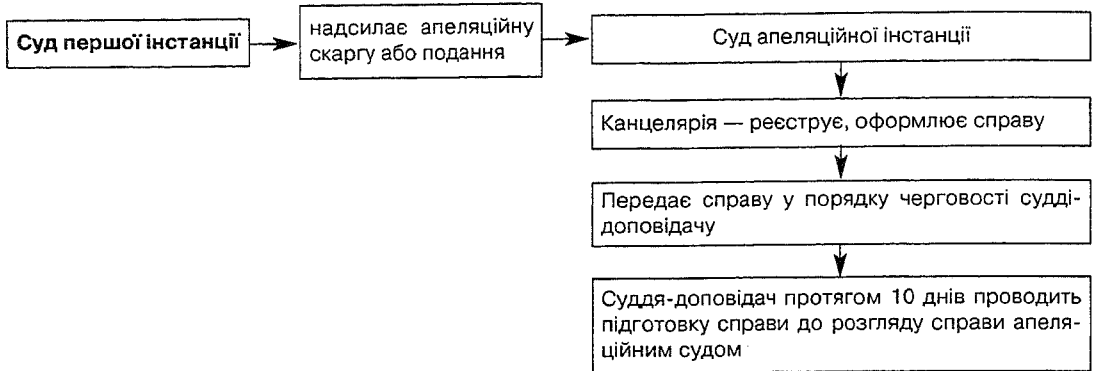 Суд першої інстанції
надсилає апеляційну
скаргу або подання
Суд апеляційної інстанції
Канцелярія — реєструє, оформлює справу
Передає справу у порядку черговості судді-
доповідачу
Суддя-доповідач протягом 10 днів проводить
підготовку справи до розгляду справи апеля-
ційним судом